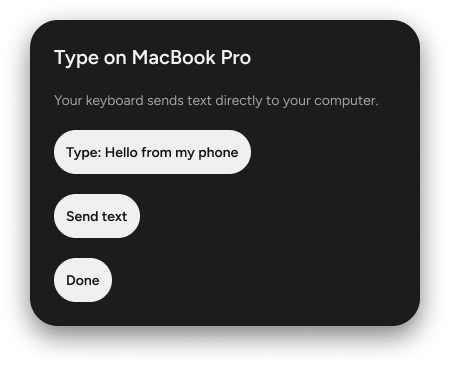 Type on MacBook Pro
Your keyboard sends text directly to your computer.
Type: Hello from my phone
Send text
Done